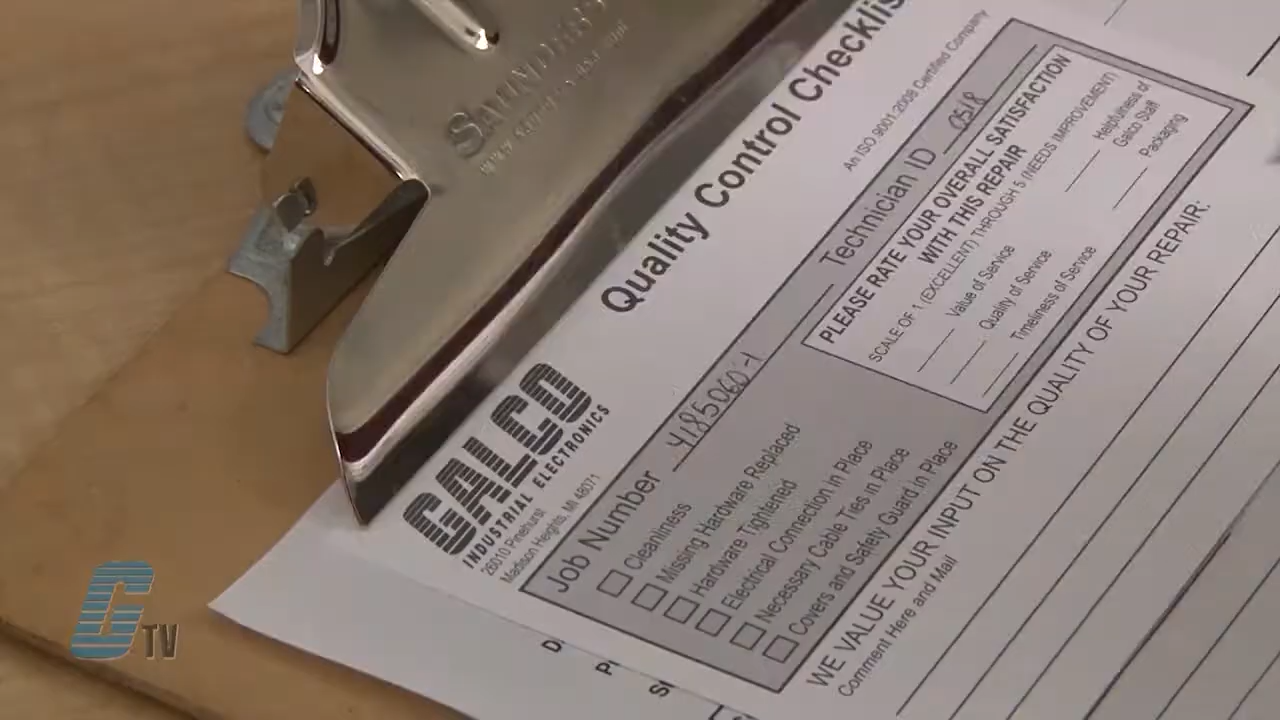 SAUNDERS
Quality Control Checklis
An ISO 9001:2008 Certified Company
GALCO
INDUSTRIAL ELECTRONICS
26010 Pinehurst
Madison Heights, MI 48071
Job Number 4185060-1 Technician ID 0518
Cleanliness
Missing Hardware Replaced
Hardware Tightened
Electrical Connection in Place
Necessary Cable Ties in Place
Covers and Safety Guard in Place
PLEASE RATE YOUR OVERALL SATISFACTION
WITH THIS REPAIR
SCALE OF 1 (EXCELLENT) THROUGH 5 (NEEDS IMPROVEMENT)
Value of Service
Quality of Service
Timeliness of Service
Helpfulness of
Galco Staff
Packaging
WE VALUE YOUR INPUT ON THE QUALITY OF YOUR REPAIR:
Comment Here and Mail
G TV